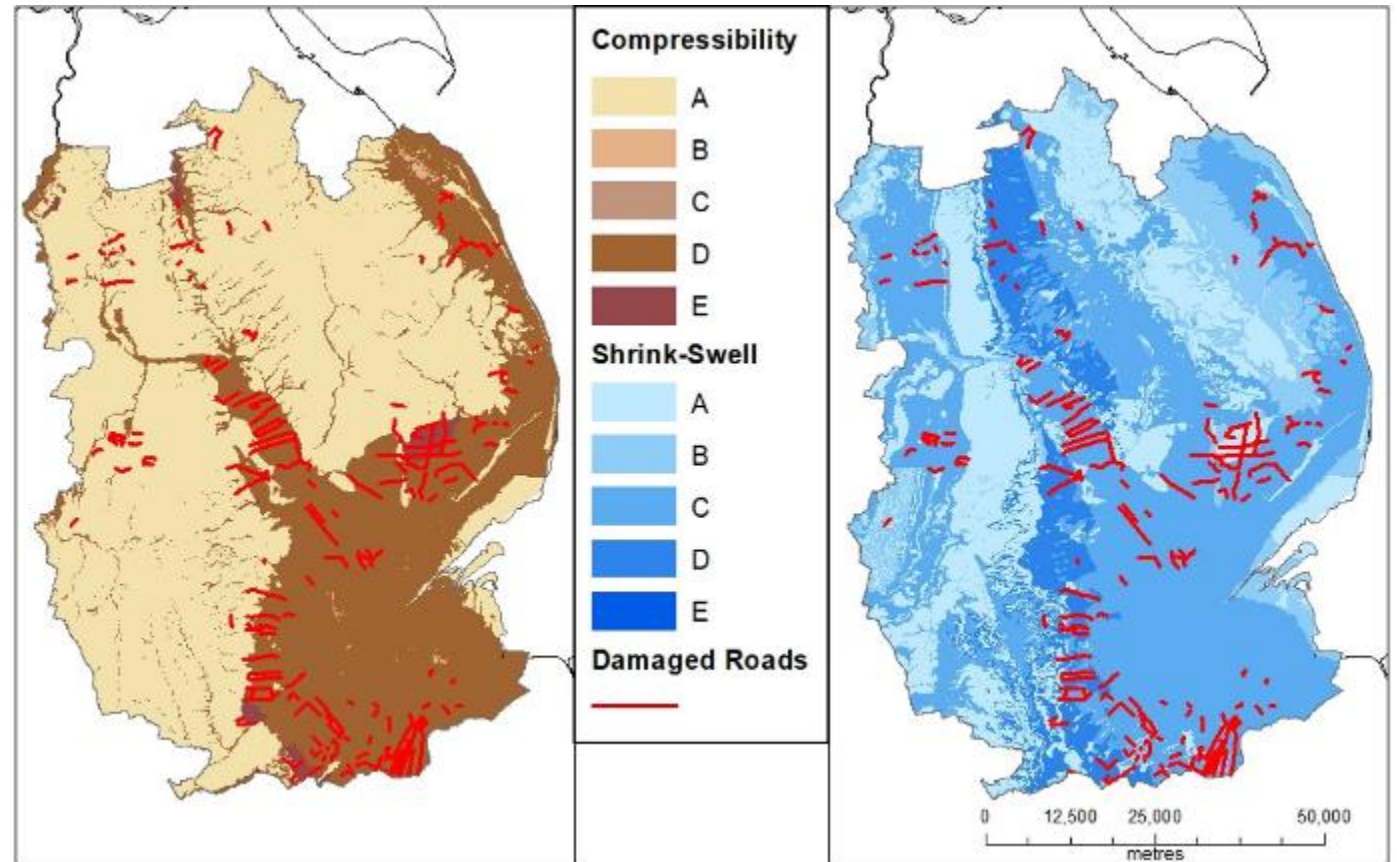 Compressibility
A
B
C
D
E
Shrink-Swell
A
B
C
D
E
Damaged Roads
0 12,500 25,000 50,000
metres